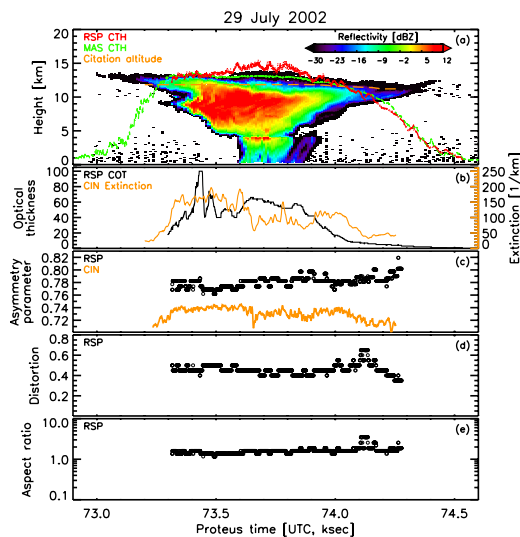 29 July 2002
RSP CTH
MAS CTH
Citation altitude
Reflectivity [dBZ]
(a)
-30 -23 -16 -9 -2 5 12
20
15
10
5
0
Height [km]
RSP COT
CIN Extinction
(b)
100
80
60
40
20
0
Optical thickness
250
200
150
100
50
0
Extinction [1/km]
RSP
CIN
(c)
0.82
0.80
0.78
0.76
0.74
0.72
Asymmetry parameter
RSP
(d)
0.8
0.6
0.4
0.2
0.0
Distortion
RSP
(e)
10.0
1.0
0.1
Aspect ratio
73.0 73.5 74.0 74.5
Proteus time [UTC, ksec]